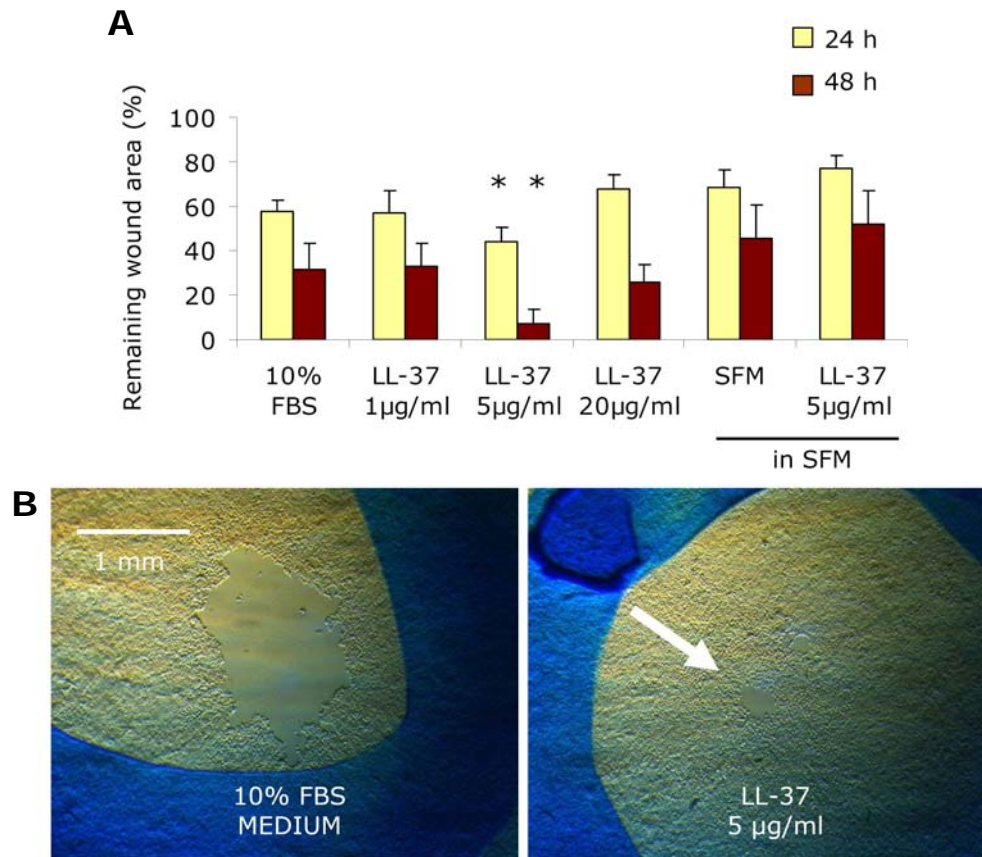 A
24 h
48 h
Remaining wound area (%)
100
80
60
40
20
0
* *
10%
FBS
LL-37
1µg/ml
LL-37
5µg/ml
LL-37
20µg/ml
SFM
LL-37
5µg/ml
in SFM
B
1 mm
10% FBS
MEDIUM
LL-37
5 µg/ml